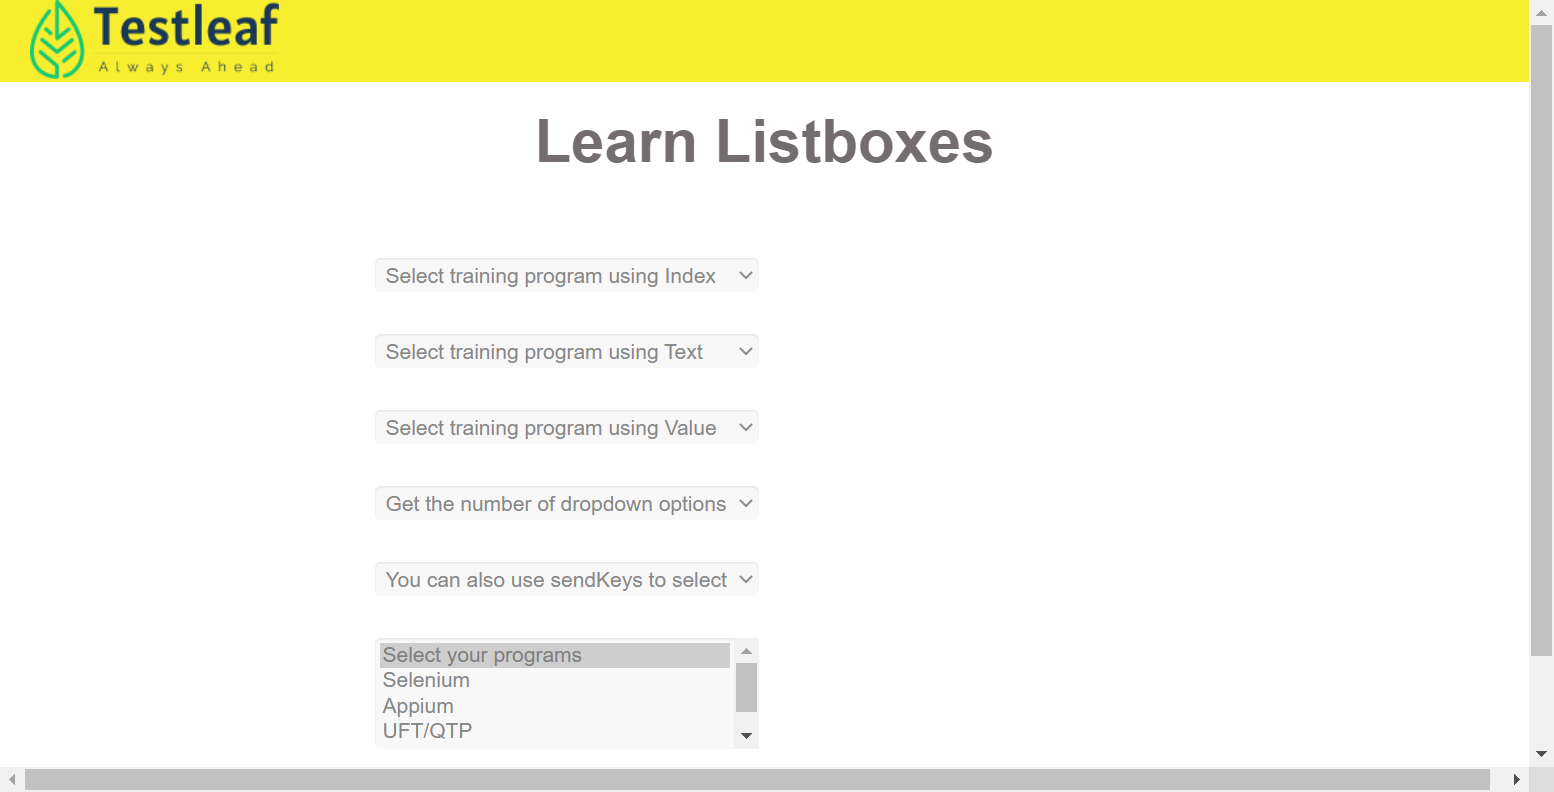 Testleaf
Always Ahead
Learn Listboxes
Select training program using Index
Select training program using Text
Select training program using Value
Get the number of dropdown options
You can also use sendKeys to select
Select your programs
Selenium
Appium
UFT/QTP